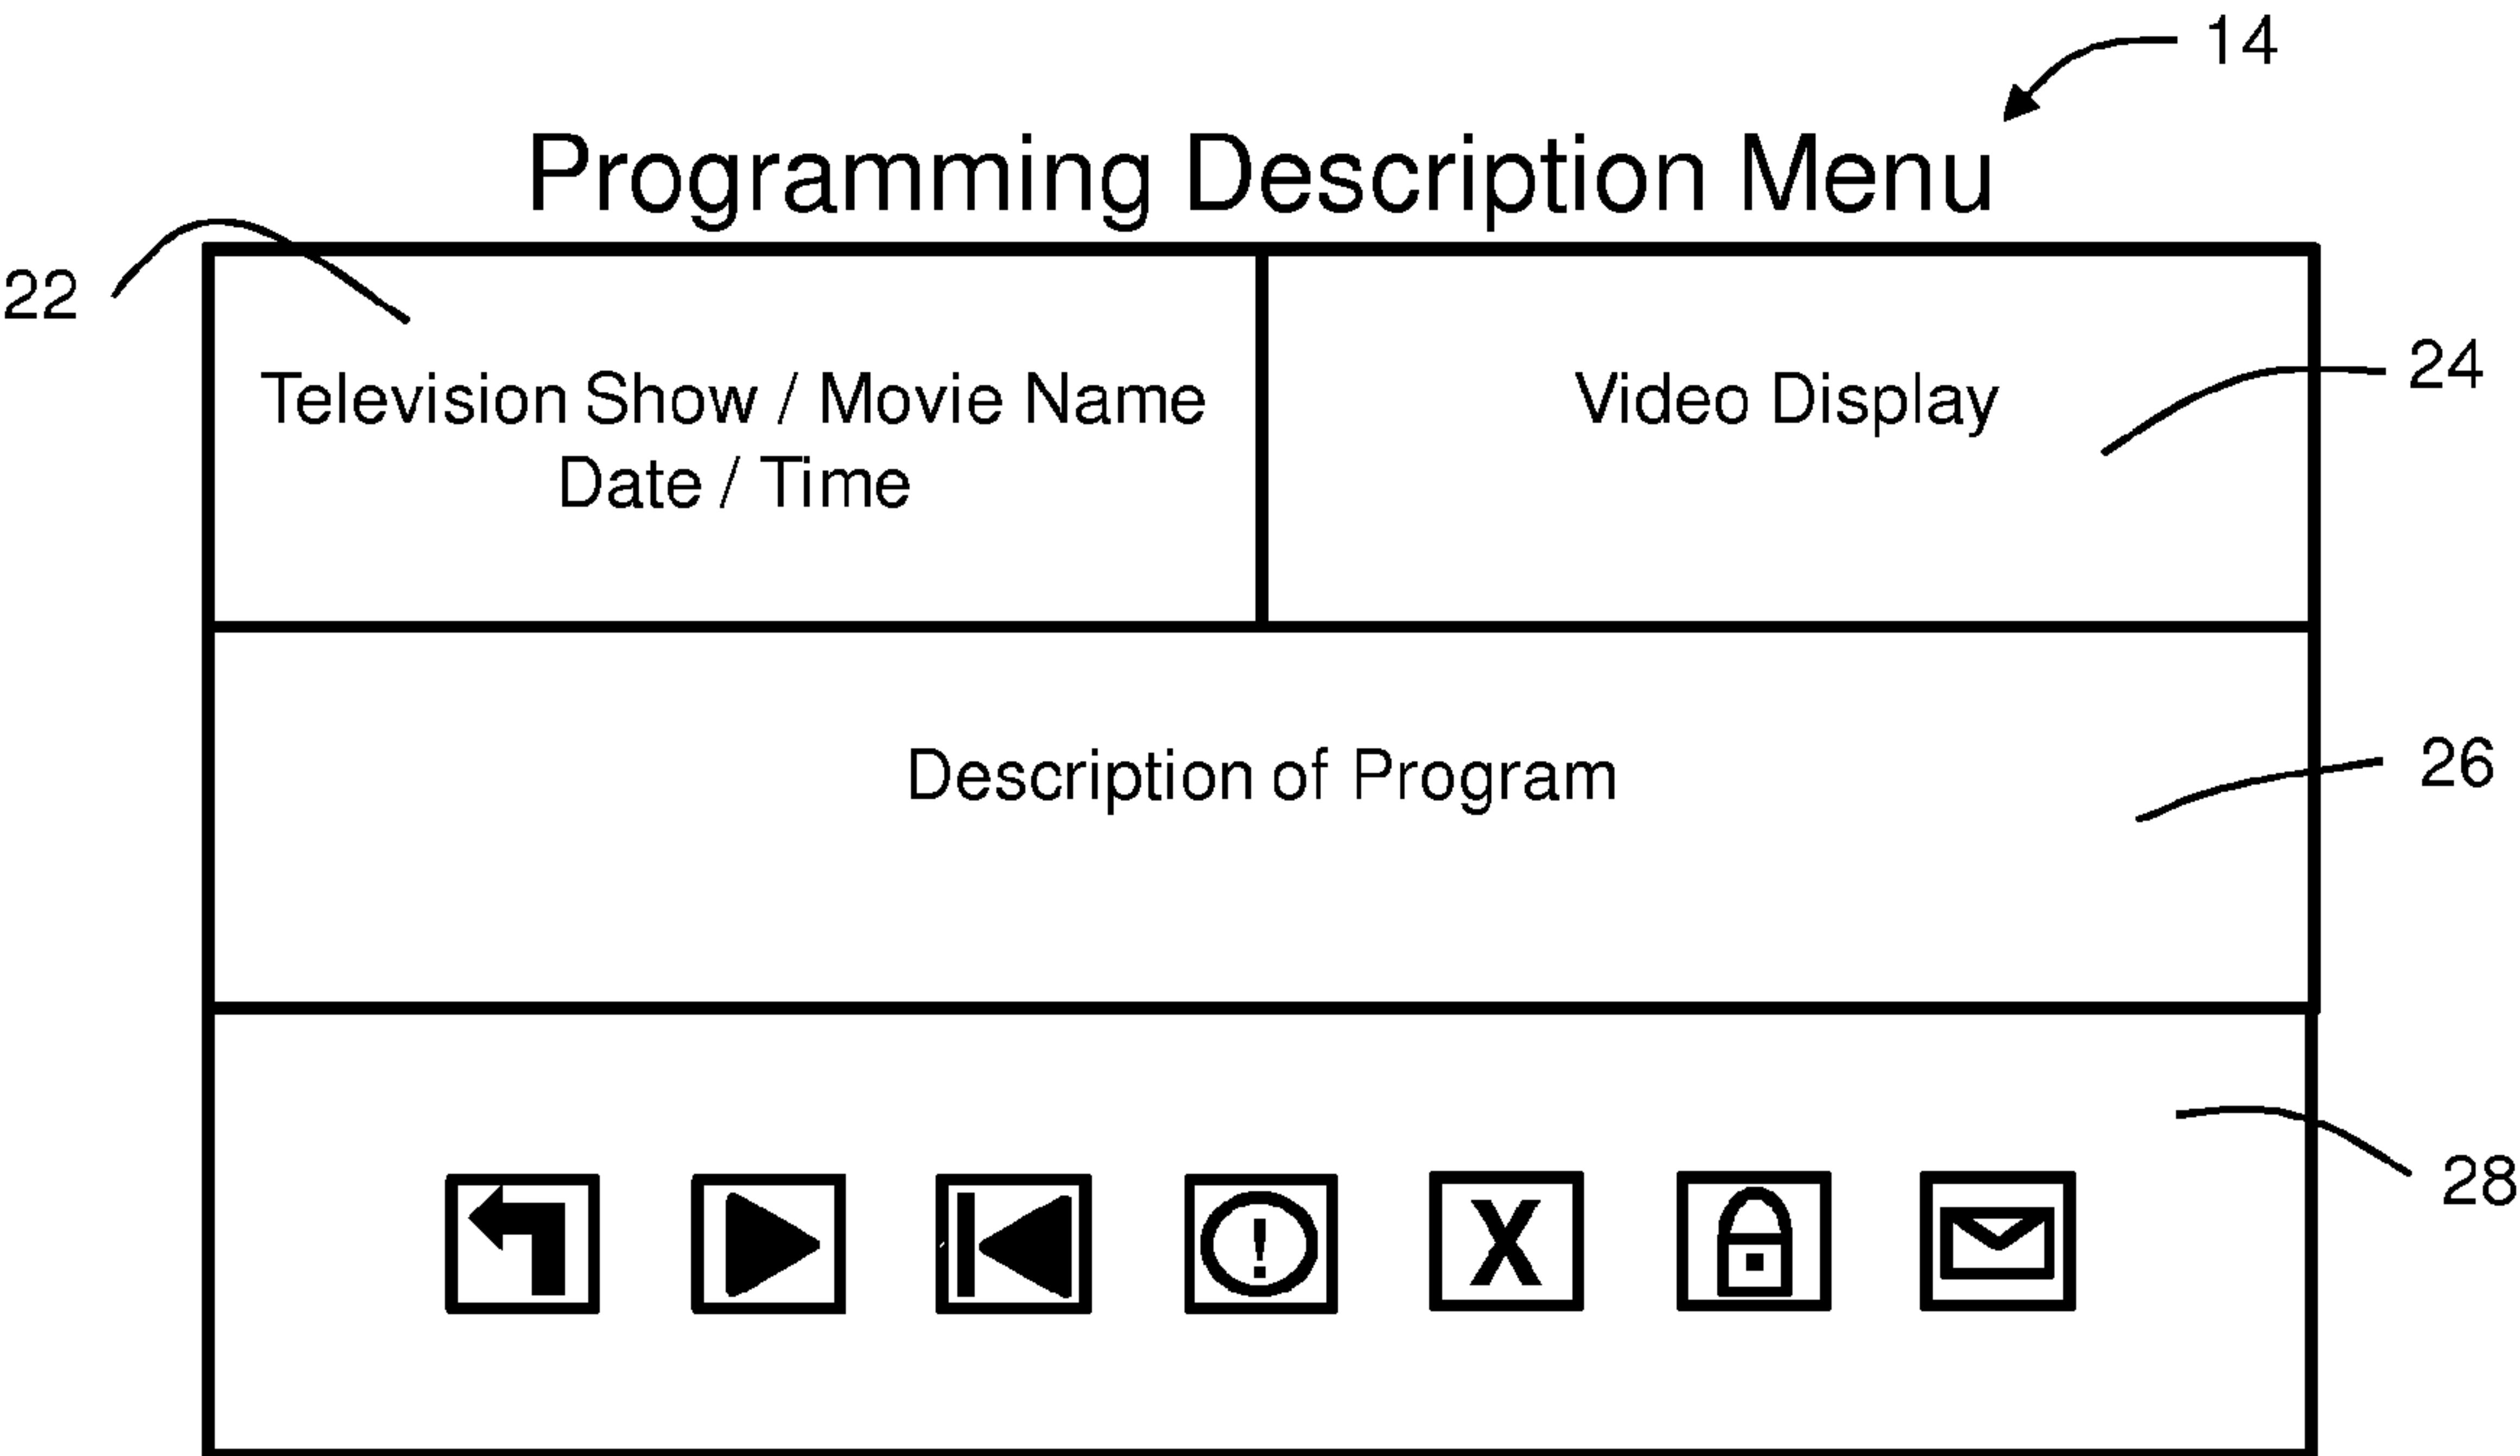 14
Programming Description Menu
22
Television Show / Movie Name
Date / Time
Video Display
24
Description of Program
26
28
!
X